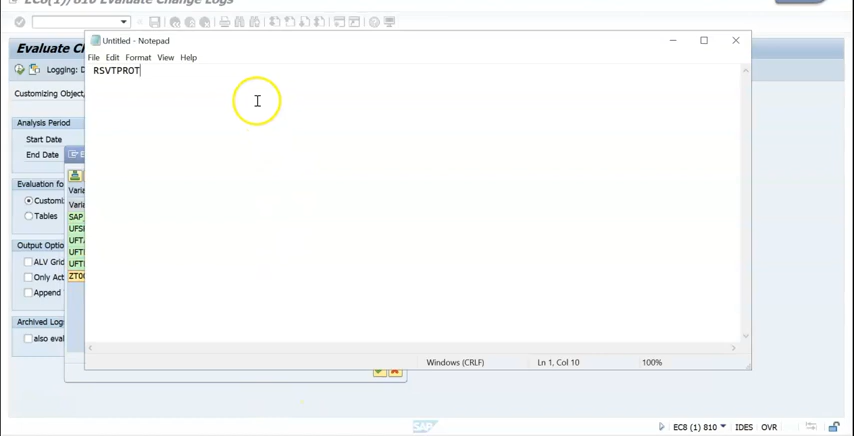 EC8(1)/810 Evaluate Change Logs
Untitled - Notepad
Evaluate Ch
File Edit Format View Help
RSVTPROT
Logging: D
Customizing Object,
Analysis Period
Start Date
End Date
Evaluation fo
Customi
Tables
Varia
Varia
SAP_
UFSI
UFT
UFTI
UFTI
ZT00
Output Optio
ALV Grid
Only Act
Append
Archived Log
also eval
Windows (CRLF) Ln 1, Col 10 100%
SAP
EC8 (1) 810 IDES OVR